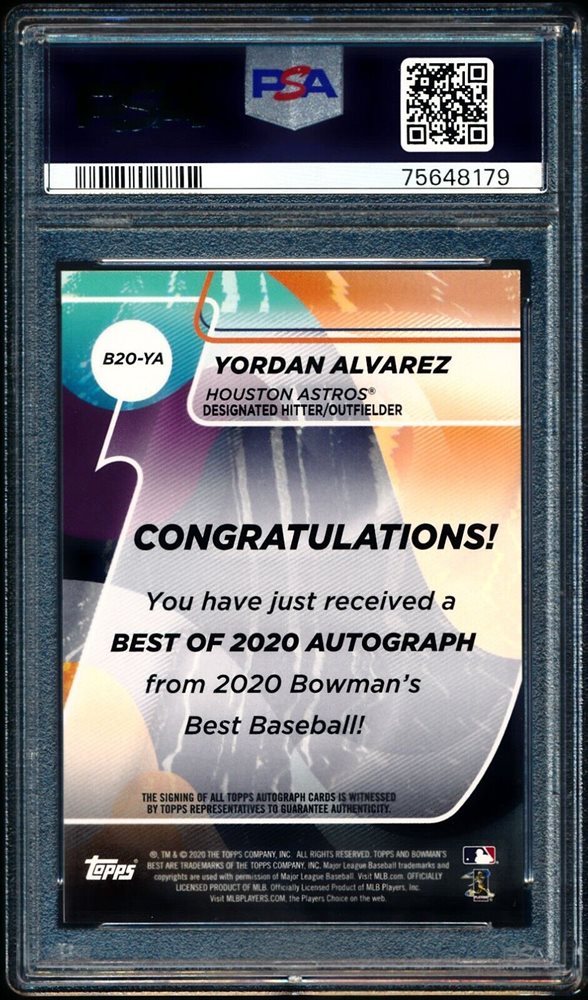 PSA
75648179
B20-YA
YORDAN ALVAREZ
HOUSTON ASTROS®
DESIGNATED HITTER/OUTFIELDER
CONGRATULATIONS!
You have just received a
BEST OF 2020 AUTOGRAPH
from 2020 Bowman's
Best Baseball!
THE SIGNING OF ALL TOPPS AUTOGRAPH CARDS IS WITNESSED
BY TOPPS REPRESENTATIVES TO GUARANTEE AUTHENTICITY.
topps
®, TM & © 2020 THE TOPPS COMPANY, INC. ALL RIGHTS RESERVED. TOPPS AND BOWMAN'S
BEST ARE TRADEMARKS OF THE TOPPS COMPANY, INC. Major League Baseball trademarks and
copyrights are used with permission of Major League Baseball. Visit MLB.com. OFFICIALLY
LICENSED PRODUCT OF MLB. Officially Licensed Product of MLB Players, Inc.
Visit MLBPLAYERS.COM, the Players Choice on the web.